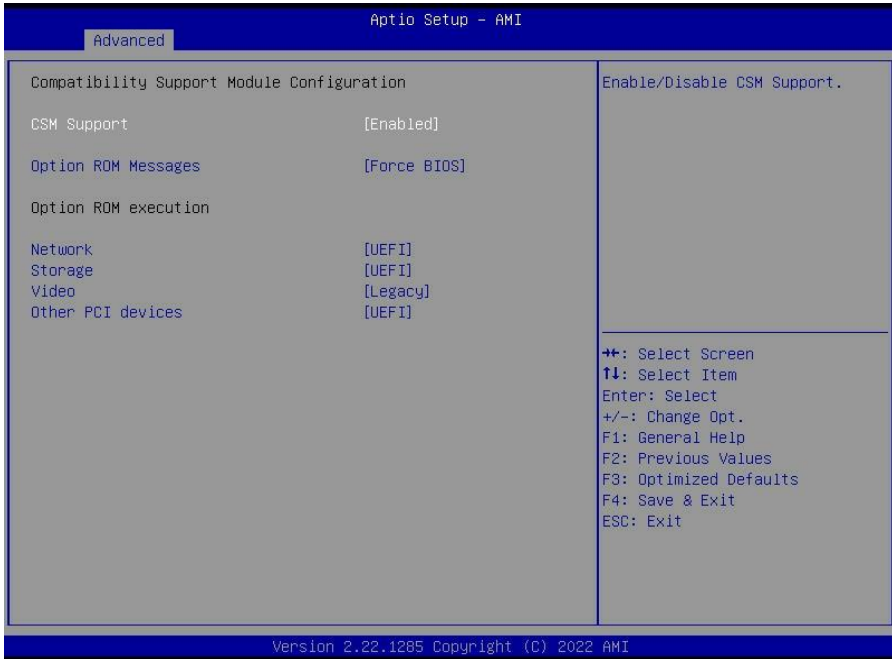 Aptio Setup – AMI
Advanced
Compatibility Support Module Configuration
CSM Support [Enabled]
Option ROM Messages [Force BIOS]
Option ROM execution
Network [UEFI]
Storage [UEFI]
Video [Legacy]
Other PCI devices [UEFI]
Enable/Disable CSM Support.
→←: Select Screen
↑↓: Select Item
Enter: Select
+/-: Change Opt.
F1: General Help
F2: Previous Values
F3: Optimized Defaults
F4: Save & Exit
ESC: Exit
Version 2.22.1285 Copyright (C) 2022 AMI